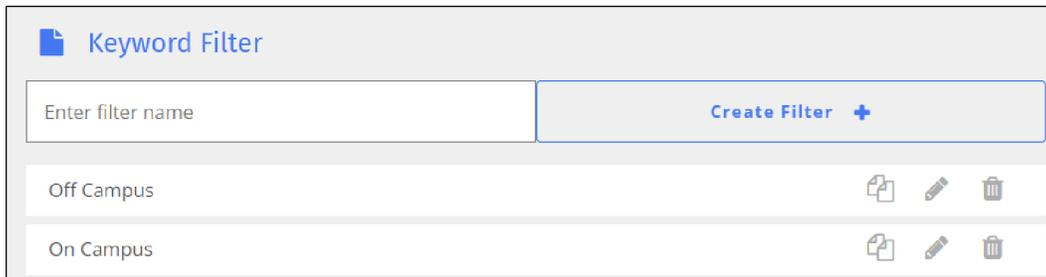 Keyword Filter
Enter filter name
Create Filter
Off Campus
On Campus